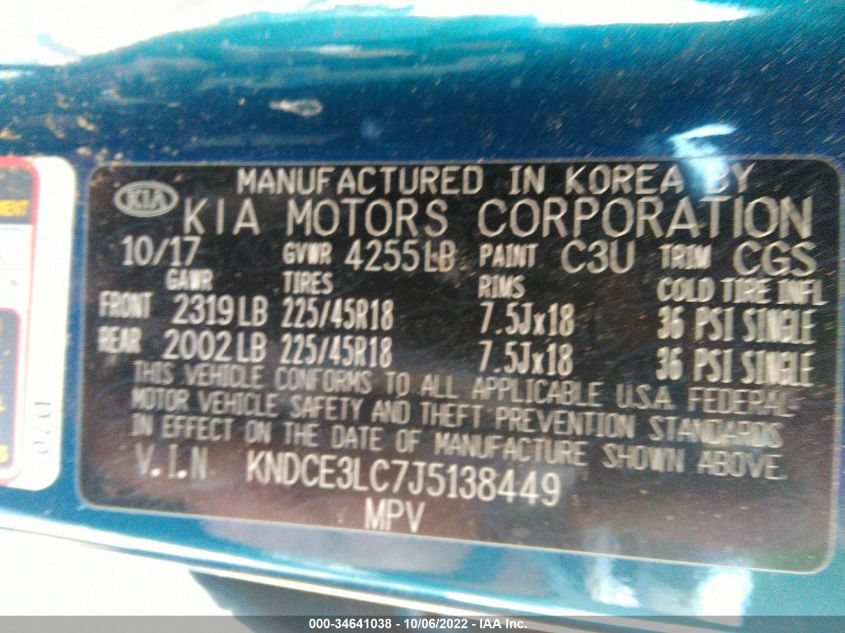 MANUFACTURED IN KOREA BY
KIA KIA MOTORS CORPORATION
10/17 GVWR 4255LB PAINT C3U TRIM CGS
GAWR TIRES RIMS COLD TIRE INFL
FRONT 2319LB 225/45R18 7.5Jx18 36 PSI SINGLE
REAR 2002LB 225/45R18 7.5Jx18 36 PSI SINGLE
THIS VEHICLE CONFORMS TO ALL APPLICABLE U.S.A. FEDERAL
MOTOR VEHICLE SAFETY AND THEFT PREVENTION STANDARDS
IN EFFECT ON THE DATE OF MANUFACTURE SHOWN ABOVE.
V.I.N KNDCE3LC7J5138449
MPV
000-34641038 - 10/06/2022 - IAA Inc.